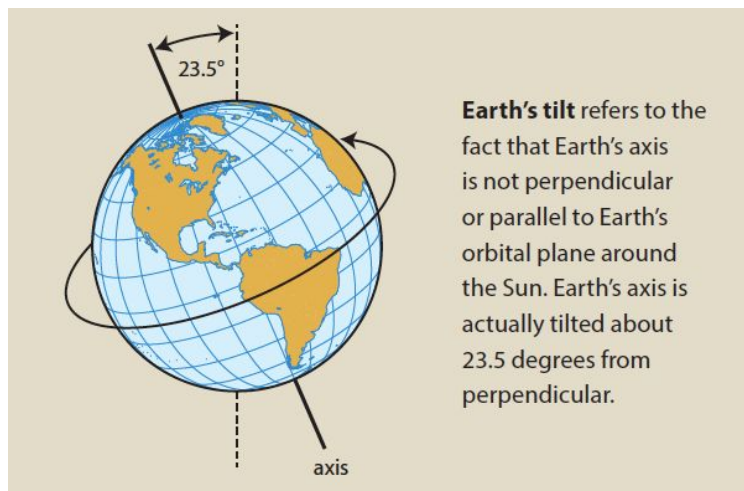 23.5°
Earth's tilt refers to the
fact that Earth's axis
is not perpendicular
or parallel to Earth's
orbital plane around
the Sun. Earth's axis is
actually tilted about
23.5 degrees from
perpendicular.
axis